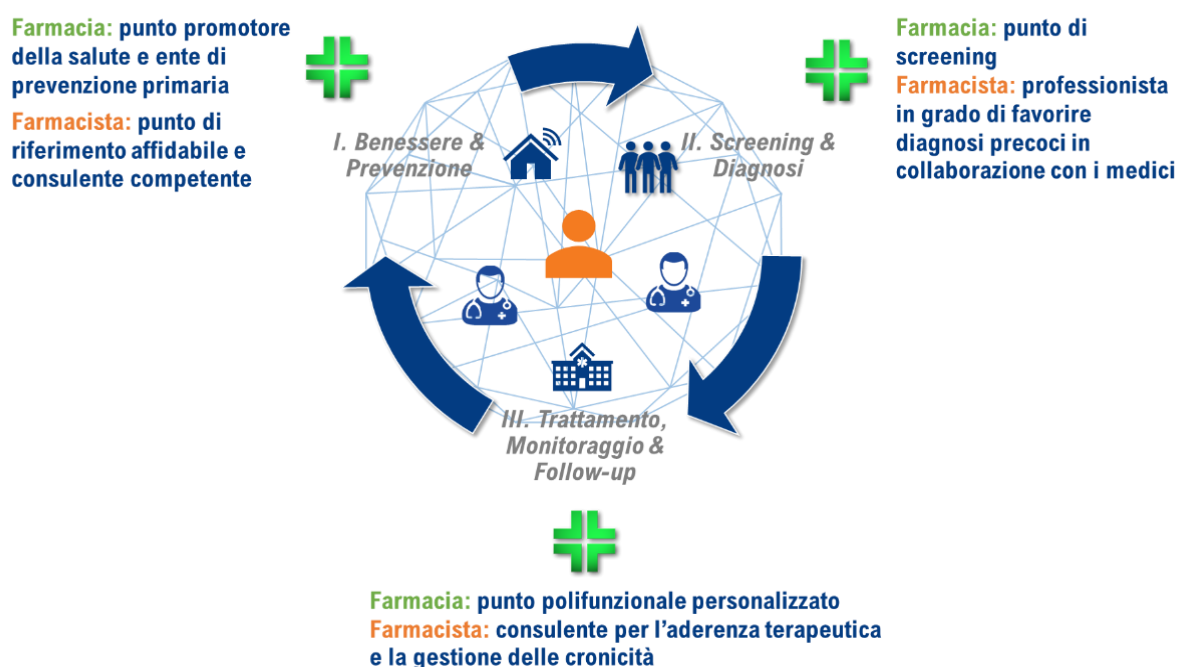 Farmacia: punto promotore
della salute e ente di
prevenzione primaria
Farmacista: punto di
riferimento affidabile e
consulente competente
Farmacia: punto di
screening
Farmacista: professionista
in grado di favorire
diagnosi precoci in
collaborazione con i medici
I. Benessere &
Prevenzione
II. Screening &
Diagnosi
III. Trattamento,
Monitoraggio &
Follow-up
Farmacia: punto polifunzionale personalizzato
Farmacista: consulente per l'aderenza terapeutica
e la gestione delle cronicità